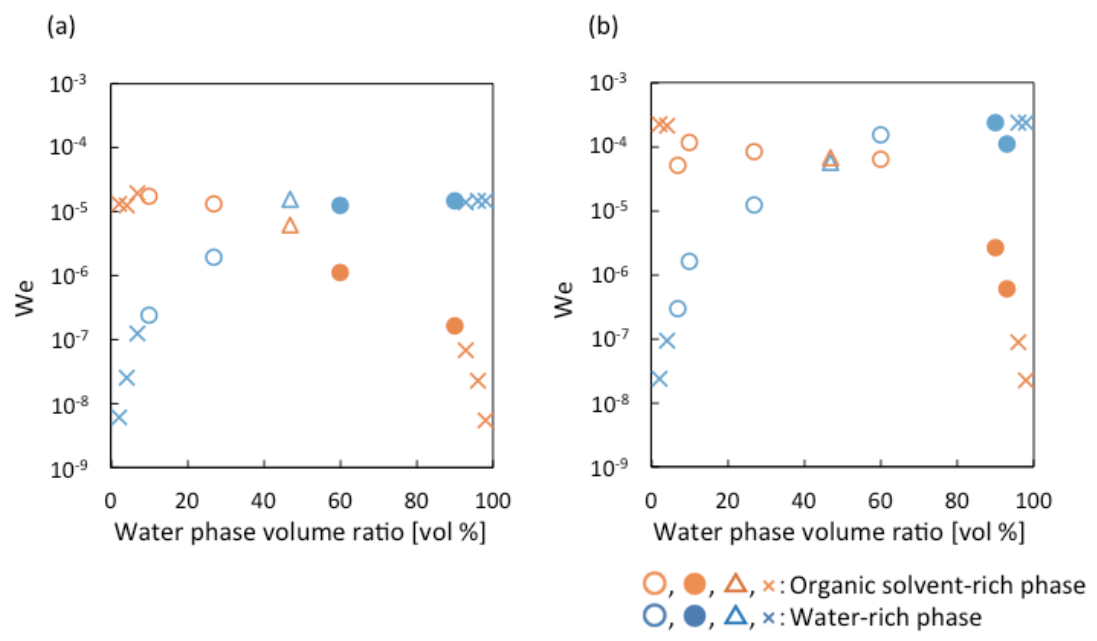 (a)
10-3
10-4
10-5
10-6
10-7
10-8
10-9
We
0 20 40 60 80 100
Water phase volume ratio [vol %]
(b)
10-3
10-4
10-5
10-6
10-7
10-8
10-9
We
0 20 40 60 80 100
Water phase volume ratio [vol %]
, , , : Organic solvent-rich phase
, , , : Water-rich phase